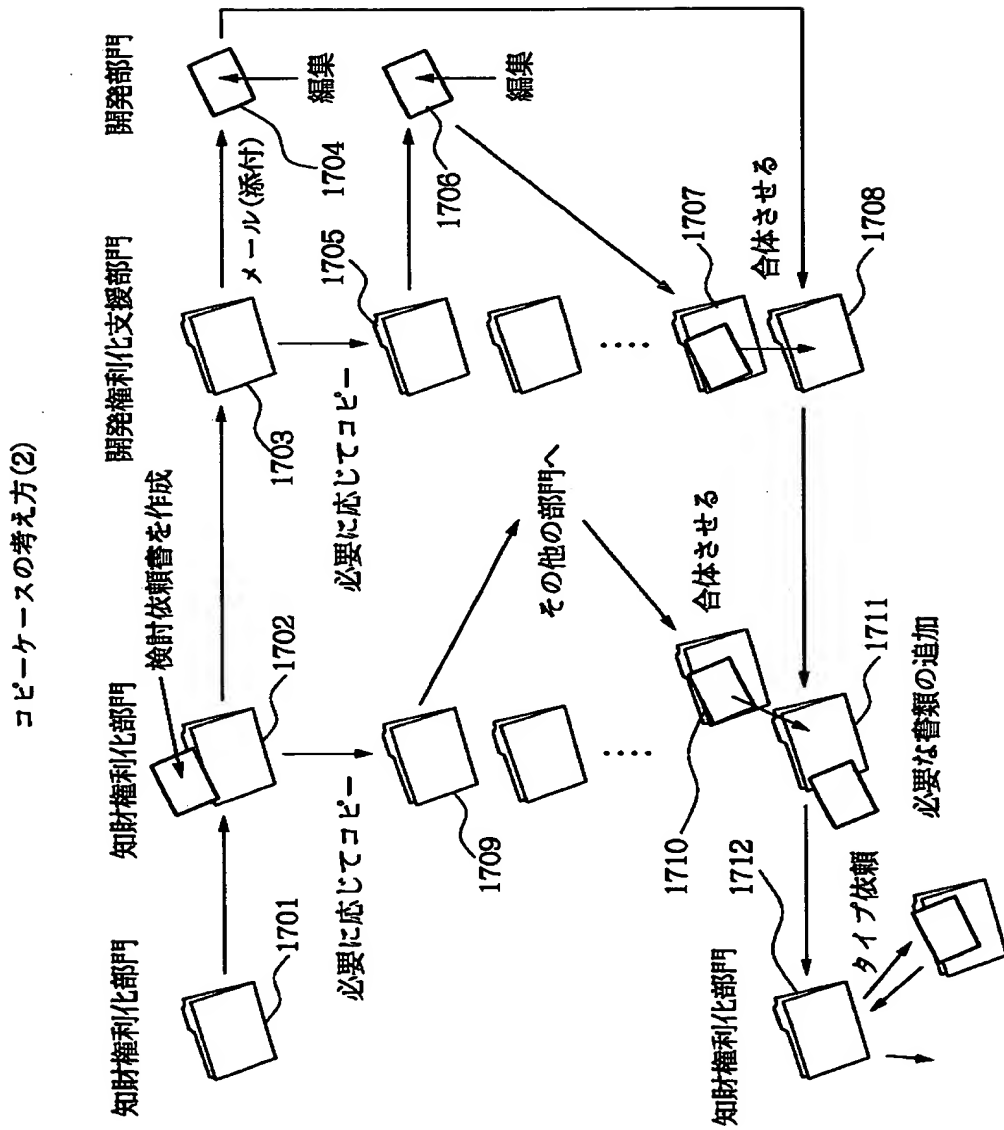 コピーケースの考え方(2)
知財権利化部門
知財権利化部門
開発権利化支援部門
開発部門
検討依頼書を作成
1701
1702
1703
メール(添付)
1704
編集
必要に応じてコピー
必要に応じてコピー
1705
1706
編集
1709
その他の部門へ
1707
合体させる
1708
合体させる
1710
1711
必要な書類の追加
知財権利化部門
1712
タイプ依頼